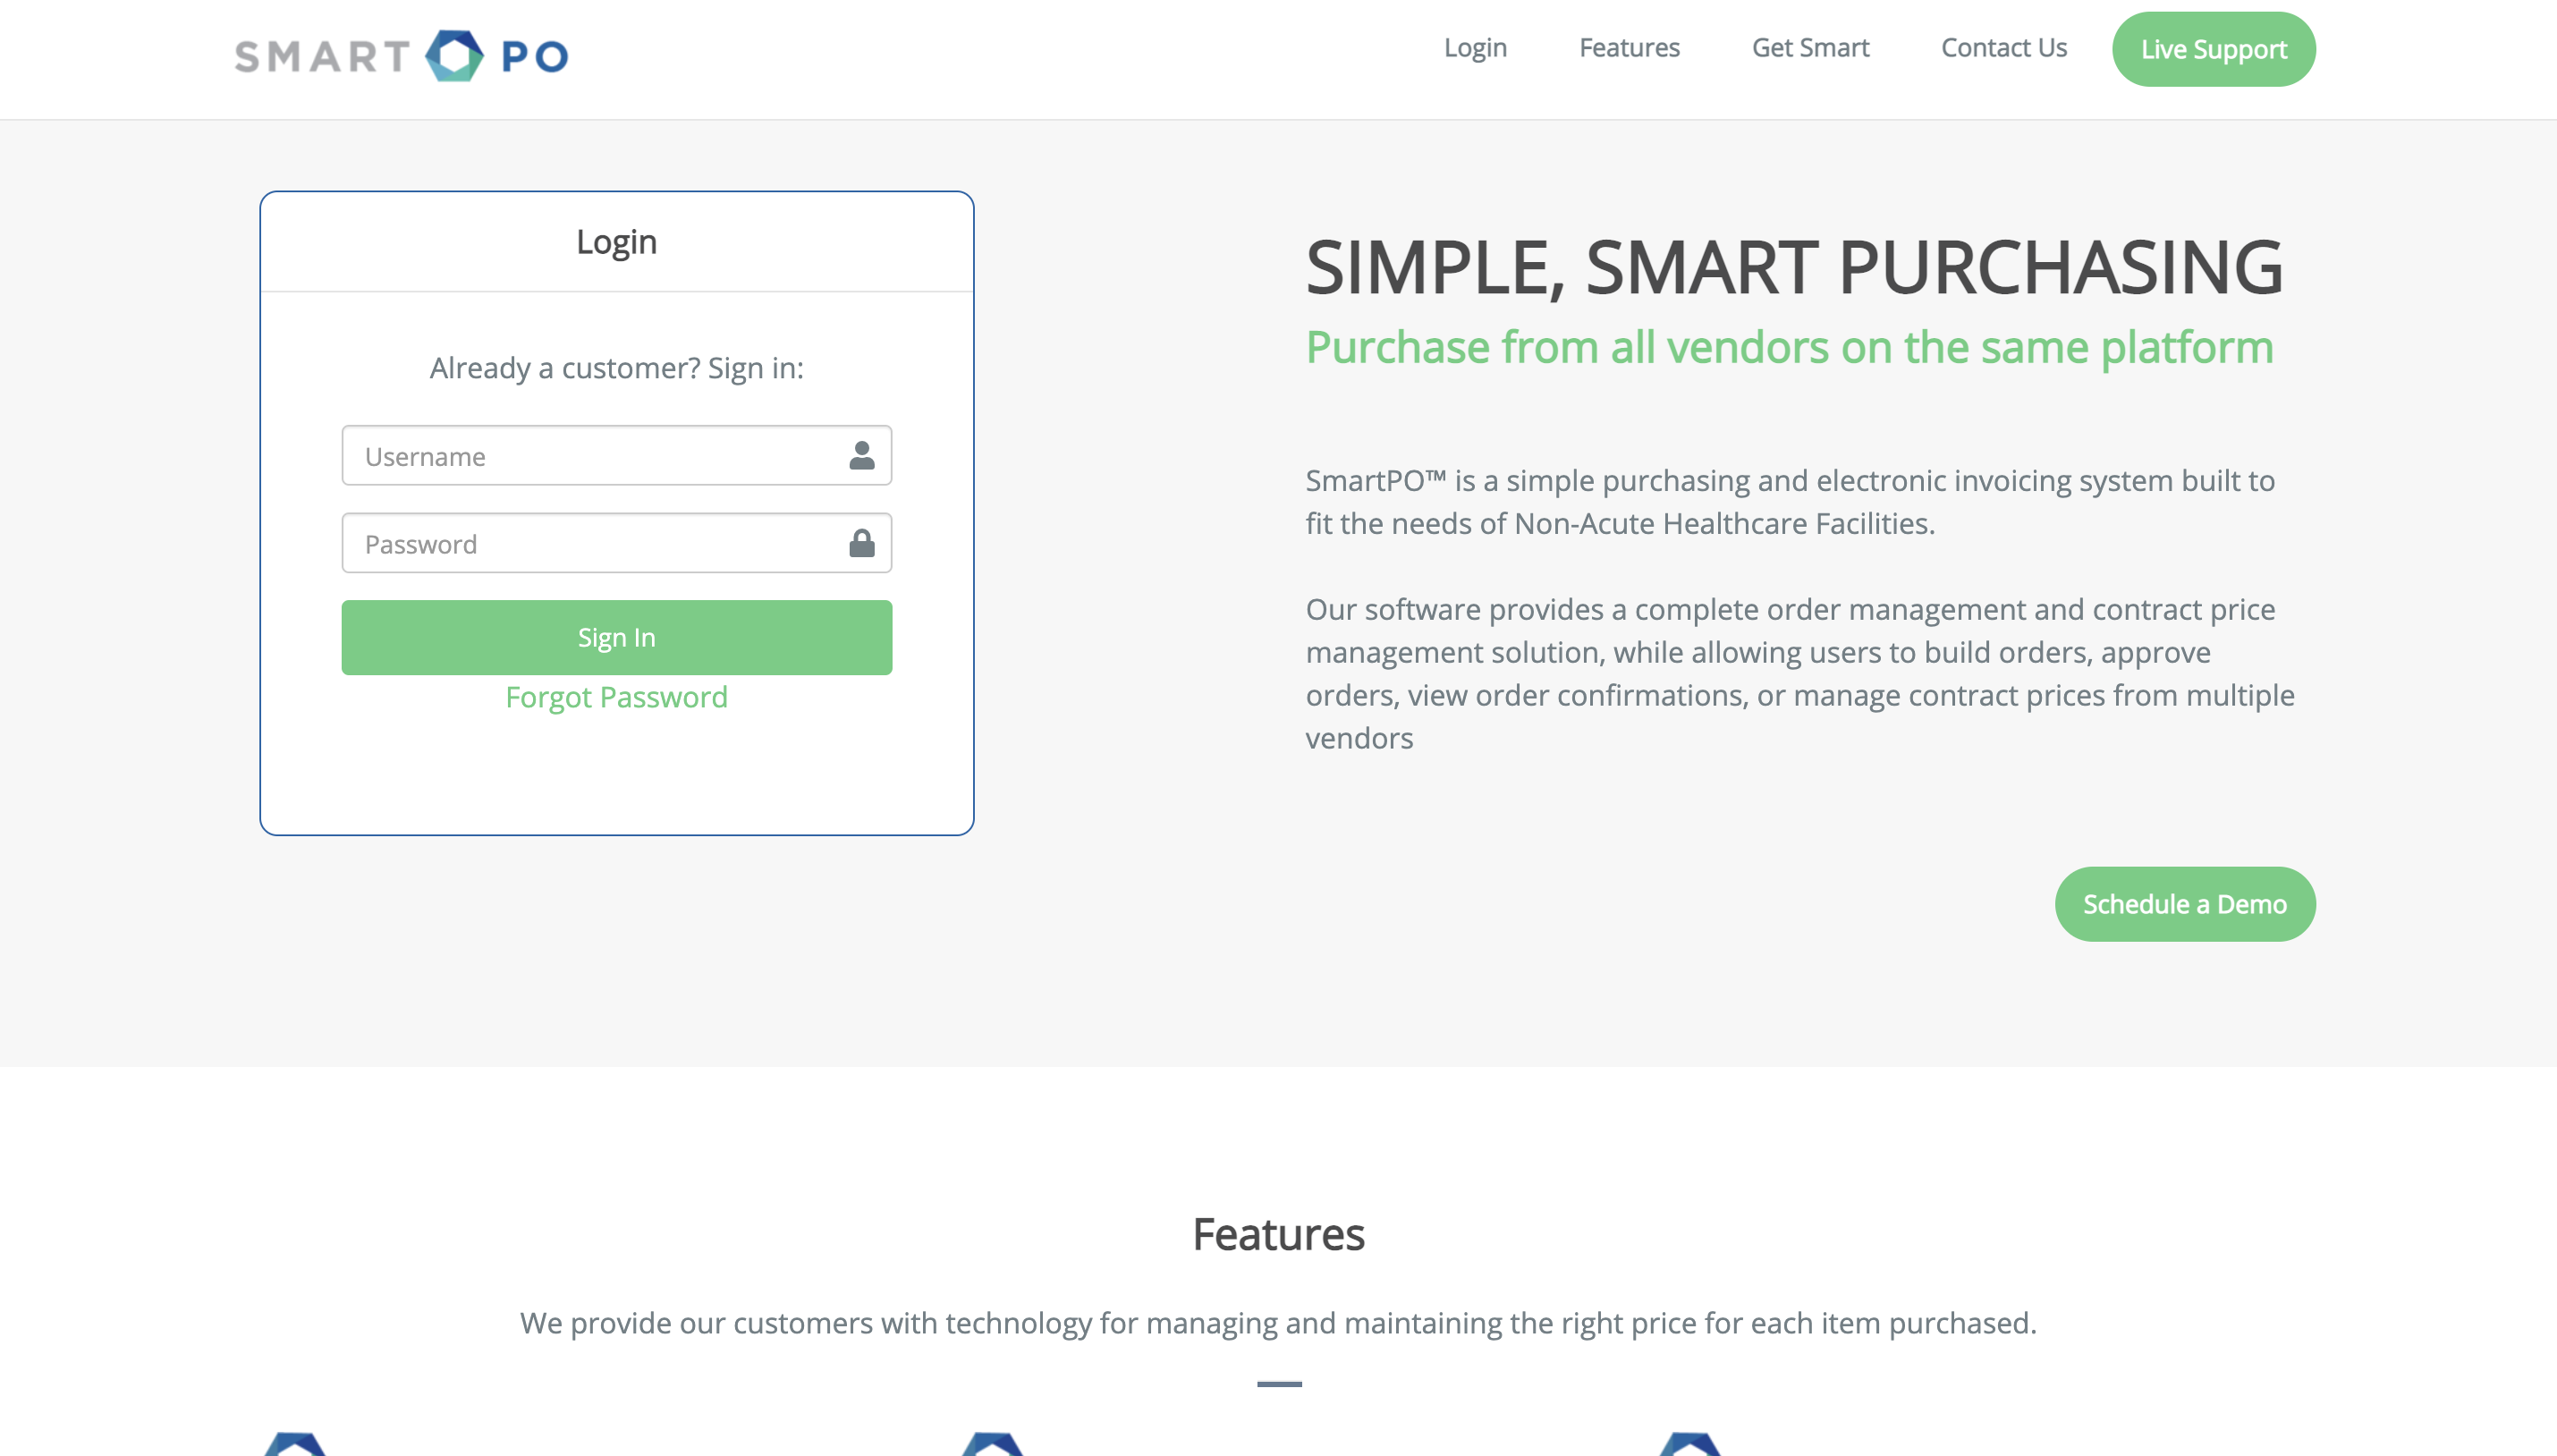 SMART PO
Login
Features
Get Smart
Contact Us
Live Support
Login
Already a customer? Sign in:
Username
Password
Sign In
Forgot Password
SIMPLE, SMART PURCHASING
Purchase from all vendors on the same platform
SmartPO™ is a simple purchasing and electronic invoicing system built to
fit the needs of Non-Acute Healthcare Facilities.
Our software provides a complete order management and contract price
management solution, while allowing users to build orders, approve
orders, view order confirmations, or manage contract prices from multiple
vendors
Schedule a Demo
Features
We provide our customers with technology for managing and maintaining the right price for each item purchased.